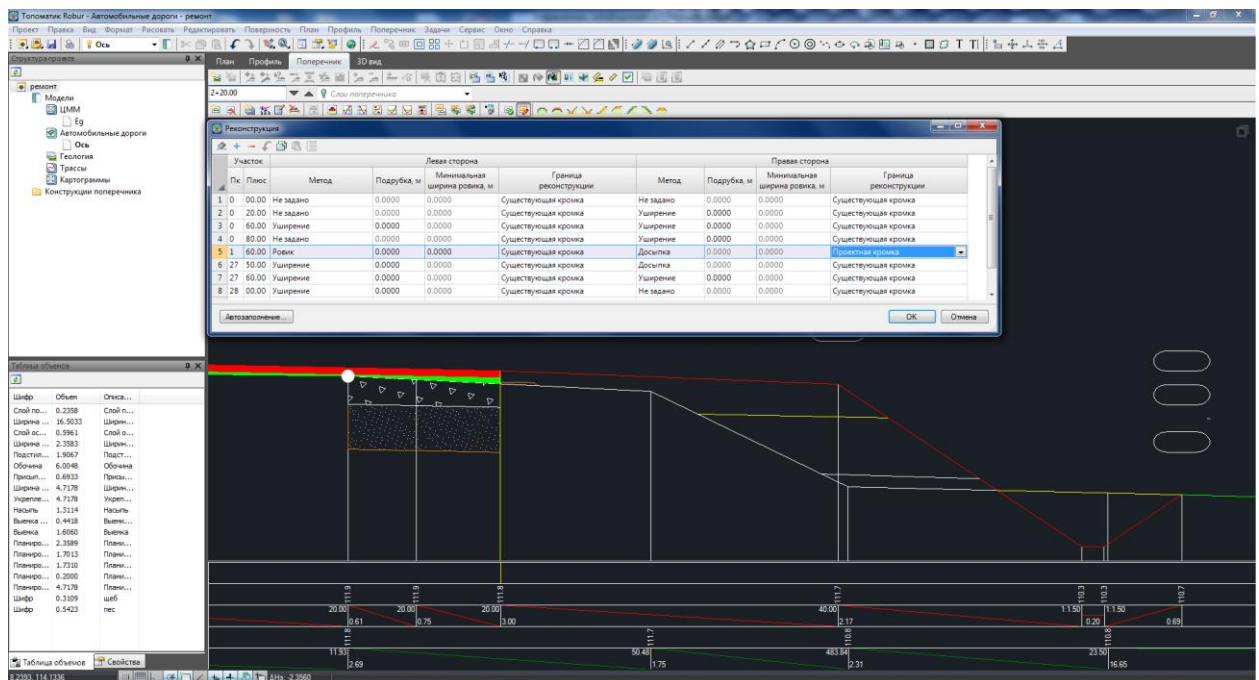 Топоматик Robur - Автомобильные дороги - ремонт
Проект Правка Вид Формат Рисовать Редактировать Поверхность План Профиль Поперечник Задачи Сервис Окно Справка
Ось
Структура проекта
План Профиль Поперечник 3D вид
2+20.00 Слои поперечника
ремонт
Модели
ЦММ
Eg
Автомобильные дороги
Ось
Геология
Трассы
Картограммы
Конструкции поперечника
Реконструкция
Участок Левая сторона Правая сторона
Пк Плюс Метод Подрубка, м Минимальная ширина ровика, м Граница реконструкции Метод Подрубка, м Минимальная ширина ровика, м Граница реконструкции
1 0 00.00 Не задано 0.0000 0.0000 Существующая кромка Не задано 0.0000 0.0000 Существующая кромка
2 0 20.00 Не задано 0.0000 0.0000 Существующая кромка Уширение 0.0000 0.0000 Существующая кромка
3 0 60.00 Уширение 0.0000 0.0000 Существующая кромка Уширение 0.0000 0.0000 Существующая кромка
4 0 80.00 Не задано 0.0000 0.0000 Существующая кромка Уширение 0.0000 0.0000 Существующая кромка
5 1 60.00 Ровик 0.0000 0.0000 Существующая кромка Досыпка 0.0000 0.0000 Проектная кромка
6 27 50.00 Уширение 0.0000 0.0000 Существующая кромка Досыпка 0.0000 0.0000 Существующая кромка
7 27 60.00 Уширение 0.0000 0.0000 Существующая кромка Уширение 0.0000 0.0000 Существующая кромка
8 28 00.00 Уширение 0.0000 0.0000 Существующая кромка Не задано 0.0000 0.0000 Существующая кромка
Автозаполнение... OK Отмена
Таблица объемов
Шифр Объем Описа...
Слой по... 0.2358 Слой п...
Ширина ... 16.5033 Ширин...
Слой ос... 0.5961 Слой о...
Ширина ... 2.3583 Ширин...
Подстил... 1.9067 Подст...
Обочина 6.0048 Обочина
Присып... 0.6933 Присы...
Ширина ... 4.7178 Ширин...
Укрепле... 4.7178 Укреп...
Насыпь 1.3114 Насыпь
Выемка ... 0.4418 Выемк...
Выемка 1.6060 Выемка
Планиро... 2.3589 Плани...
Планиро... 1.7013 Плани...
Планиро... 1.7310 Плани...
Планиро... 0.2000 Плани...
Планиро... 4.7178 Плани...
Шифр 0.3109 щеб
Шифр 0.5423 пес
111.9 111.9 111.8 111.7 110.3 110.3 110.7
20.00 20.00 20.00 40.00 1:1.50 1:1.50
0.61 0.75 3.00 2.17 0.20 0.69
111.8 111.7 110.8 110.8
11.93 50.48 483.84 23.50
2.69 1.75 2.31 16.65
Таблица объемов Свойства
8.2393, 114.1336 ΔНв: -2.3560